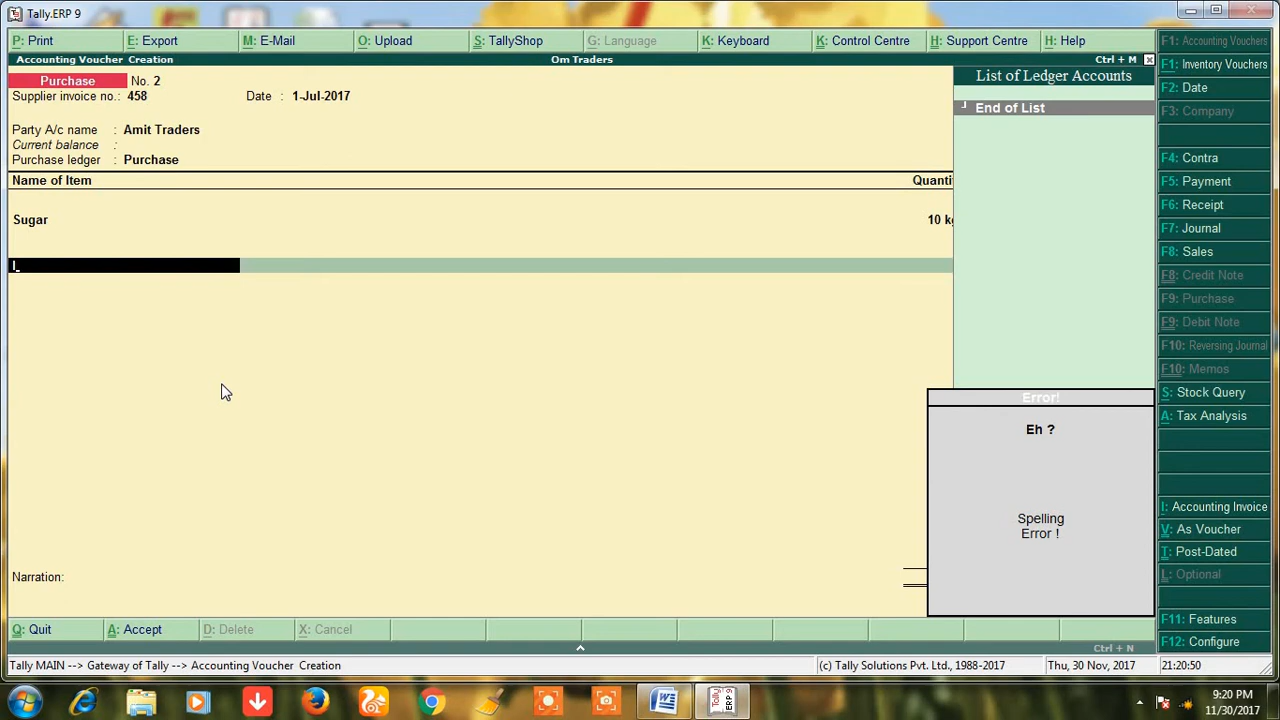 Tally.ERP 9
P: Print
E: Export
M: E-Mail
O: Upload
S: TallyShop
G: Language
K: Keyboard
K: Control Centre
H: Support Centre
H: Help
Accounting Voucher Creation
Om Traders
Ctrl + M
Purchase No. 2
Supplier invoice no.: 458
Date : 1-Jul-2017
Party A/c name : Amit Traders
Current balance :
Purchase ledger : Purchase
Name of Item
Quanti
Sugar
10 kg
I_
Narration:
List of Ledger Accounts
End of List
Error!
Eh ?
Spelling
Error !
F1: Accounting Vouchers
F1: Inventory Vouchers
F2: Date
F3: Company
F4: Contra
F5: Payment
F6: Receipt
F7: Journal
F8: Sales
F8: Credit Note
F9: Purchase
F9: Debit Note
F10: Reversing Journal
F10: Memos
S: Stock Query
A: Tax Analysis
I: Accounting Invoice
V: As Voucher
T: Post-Dated
L: Optional
F11: Features
F12: Configure
Q: Quit
A: Accept
D: Delete
X: Cancel
Ctrl + N
Tally MAIN --> Gateway of Tally --> Accounting Voucher Creation
(c) Tally Solutions Pvt. Ltd., 1988-2017
Thu, 30 Nov, 2017
21:20:50
9:20 PM
11/30/2017